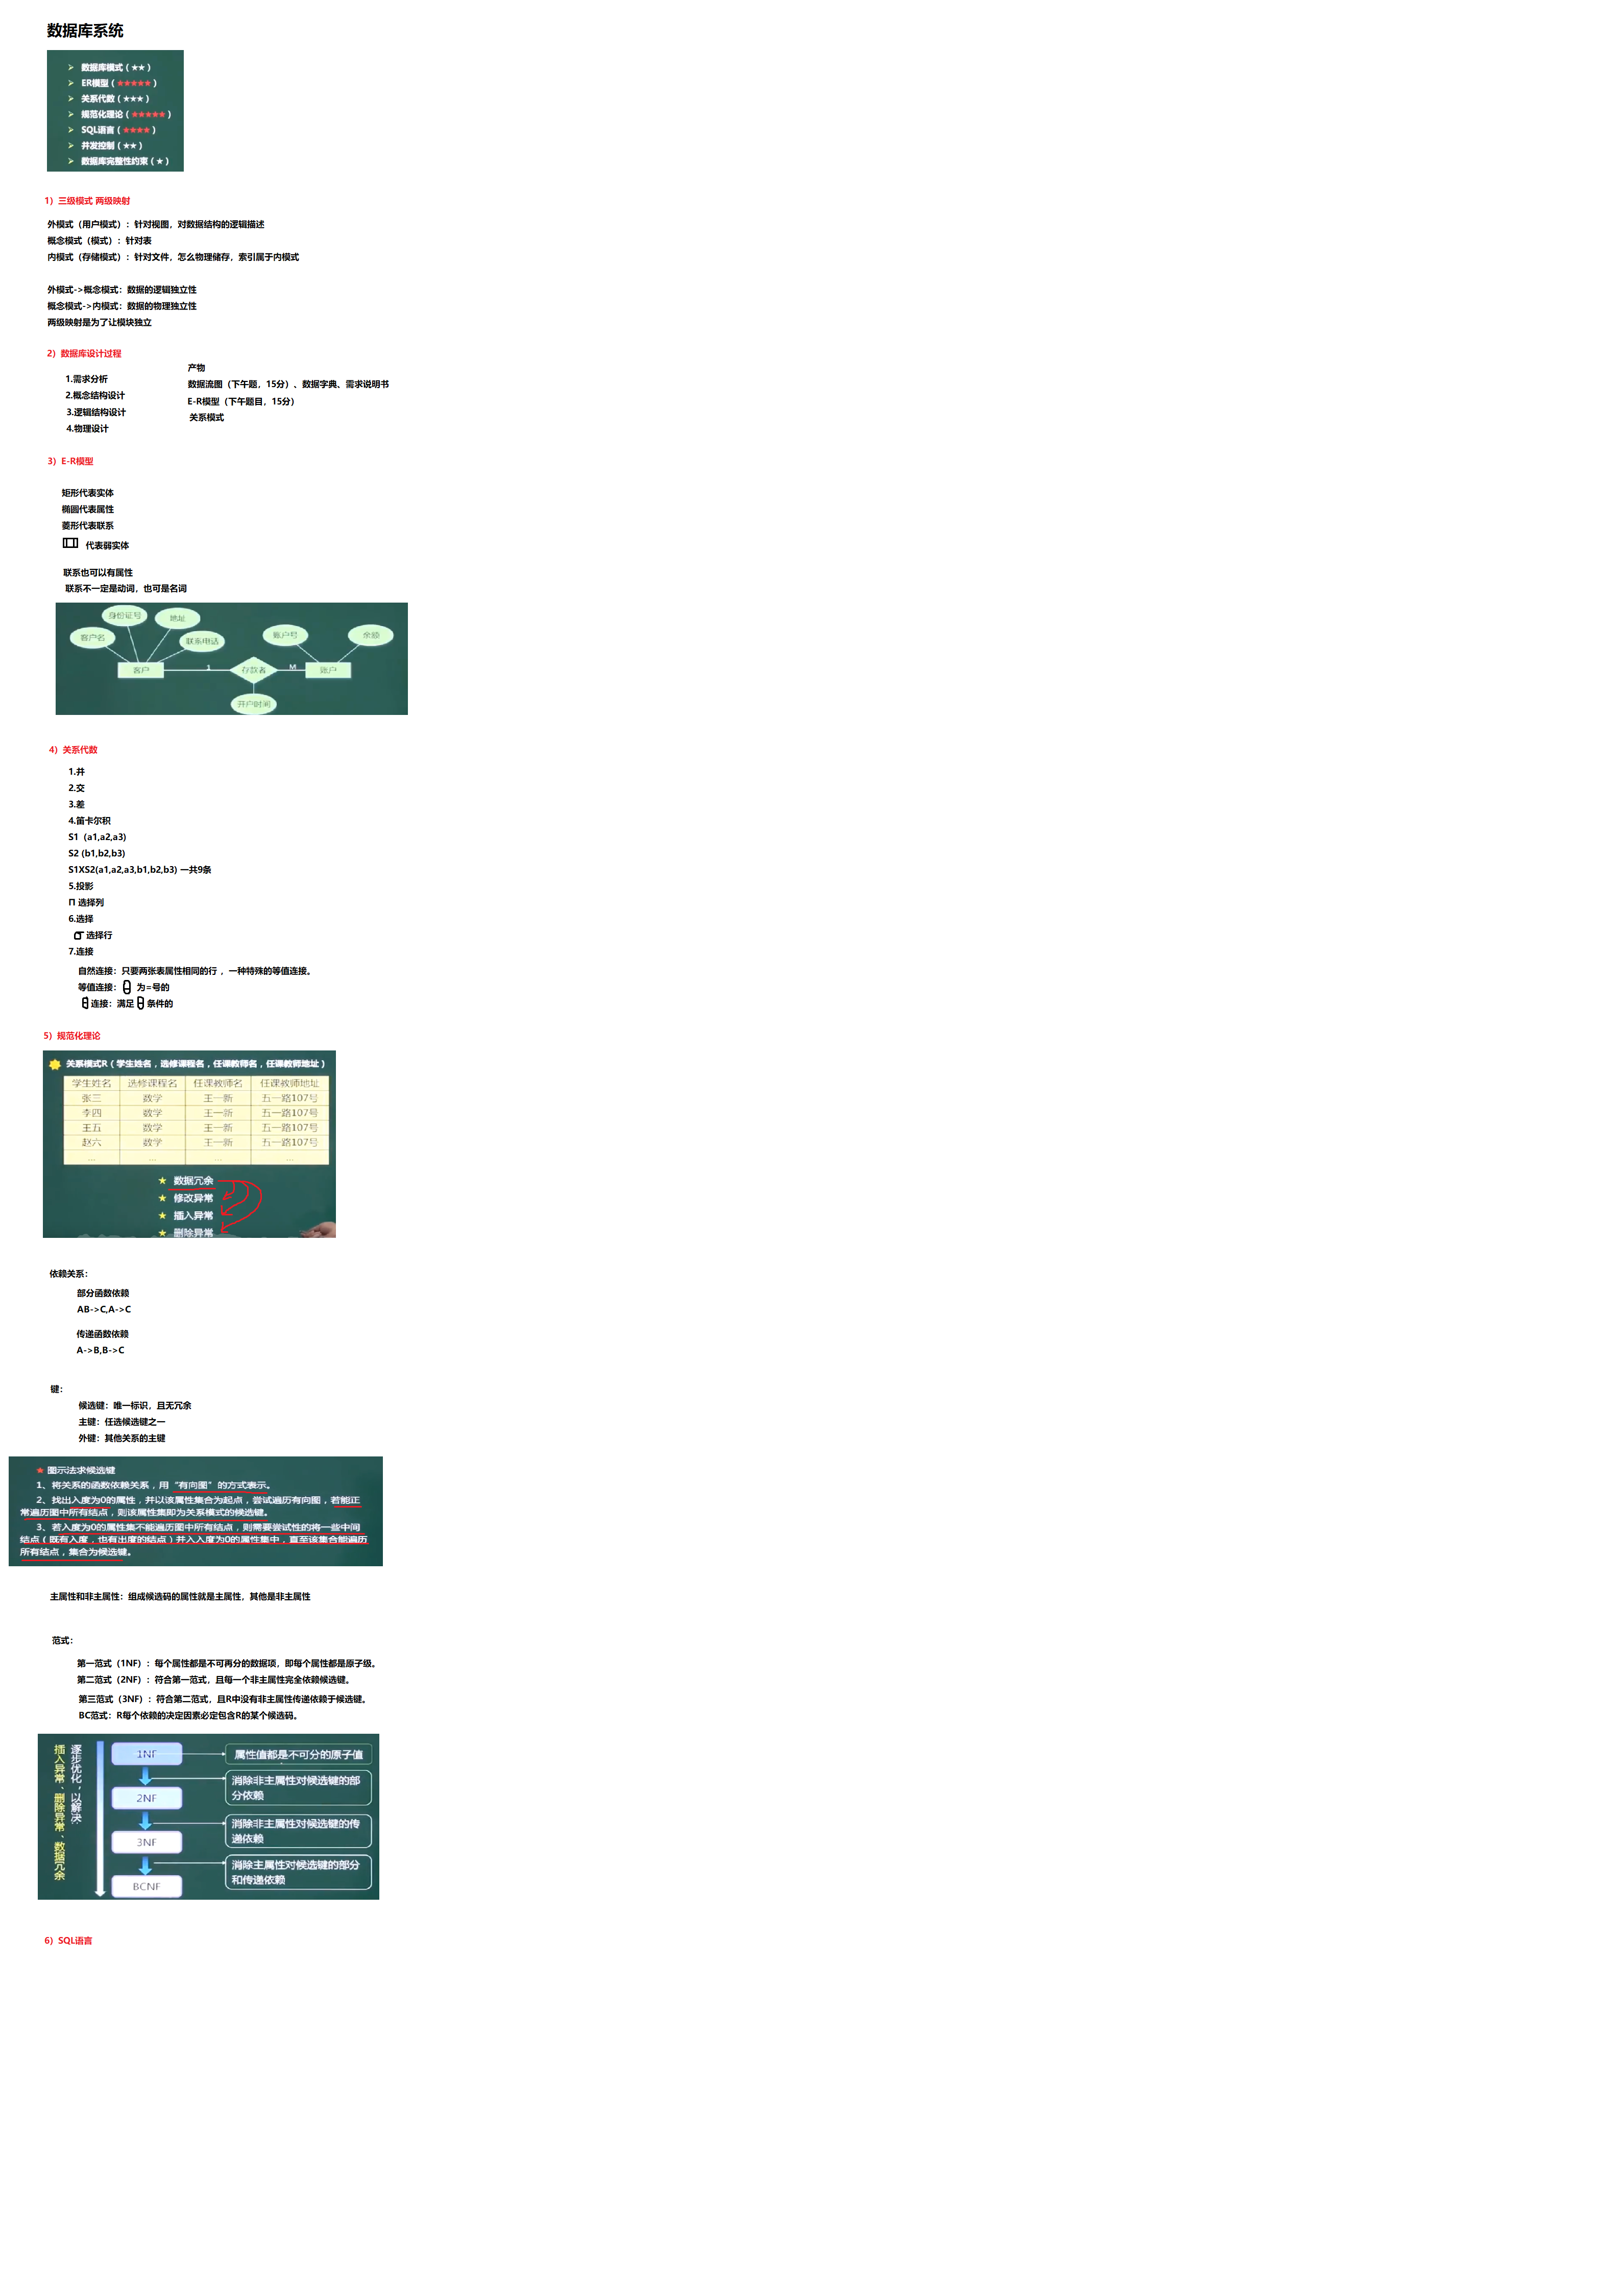 数据库系统
数据库模式（★★）
ER模型（★★★★★）
关系代数（★★★）
规范化理论（★★★★★）
SQL语言（★★★★）
并发控制（★★）
数据库完整性约束（★）
1）三级模式 两级映射
外模式（用户模式）：针对视图，对数据结构的逻辑描述
概念模式（模式）：针对表
内模式（存储模式）：针对文件，怎么物理储存，索引属于内模式
外模式->概念模式：数据的逻辑独立性
概念模式->内模式：数据的物理独立性
两级映射是为了让模块独立
2）数据库设计过程
产物
1.需求分析 数据流图（下午题，15分）、数据字典、需求说明书
2.概念结构设计 E-R模型（下午题目，15分）
3.逻辑结构设计 关系模式
4.物理设计
3）E-R模型
矩形代表实体
椭圆代表属性
菱形代表联系
代表弱实体
联系也可以有属性
联系不一定是动词，也可是名词
身份证号 地址
客户名 联系电话 账户号 余额
客户 1 存款者 M 账户
开户时间
4）关系代数
1.并
2.交
3.差
4.笛卡尔积
S1（a1,a2,a3)
S2 (b1,b2,b3)
S1XS2(a1,a2,a3,b1,b2,b3) 一共9条
5.投影
Π 选择列
6.选择
σ 选择行
7.连接
自然连接：只要两张表属性相同的行 ，一种特殊的等值连接。
等值连接： θ 为=号的
θ 连接：满足 θ 条件的
5）规范化理论
关系模式R（学生姓名，选修课程名，任课教师名，任课教师地址）
学生姓名 选修课程名 任课教师名 任课教师地址
张三 数学 王一新 五一路107号
李四 数学 王一新 五一路107号
王五 数学 王一新 五一路107号
赵六 数学 王一新 五一路107号
... ... ... ...
★ 数据冗余
★ 修改异常
★ 插入异常
★ 删除异常
依赖关系：
部分函数依赖
AB->C,A->C
传递函数依赖
A->B,B->C
键：
候选键：唯一标识，且无冗余
主键：任选候选键之一
外键：其他关系的主键
★ 图示法求候选键
1、将关系的函数依赖关系，用“有向图”的方式表示。
2、找出入度为0的属性，并以该属性集合为起点，尝试遍历有向图，若能正
常遍历图中所有结点，则该属性集即为关系模式的候选键。
3、若入度为0的属性集不能遍历图中所有结点，则需要尝试性的将一些中间
结点（既有入度，也有出度的结点）并入入度为0的属性集中，直至该集合能遍历
所有结点，集合为候选键。
主属性和非主属性：组成候选码的属性就是主属性，其他是非主属性
范式：
第一范式（1NF）：每个属性都是不可再分的数据项，即每个属性都是原子级。
第二范式（2NF）：符合第一范式，且每一个非主属性完全依赖候选键。
第三范式（3NF）：符合第二范式，且R中没有非主属性传递依赖于候选键。
BC范式：R每个依赖的决定因素必定包含R的某个候选码。
逐步优化，以解决：
插入异常、删除异常、数据冗余
1NF
属性值都是不可分的原子值
消除非主属性对候选键的部
分依赖
2NF
消除非主属性对候选键的传
递依赖
3NF
消除主属性对候选键的部分
和传递依赖
BCNF
6）SQL语言